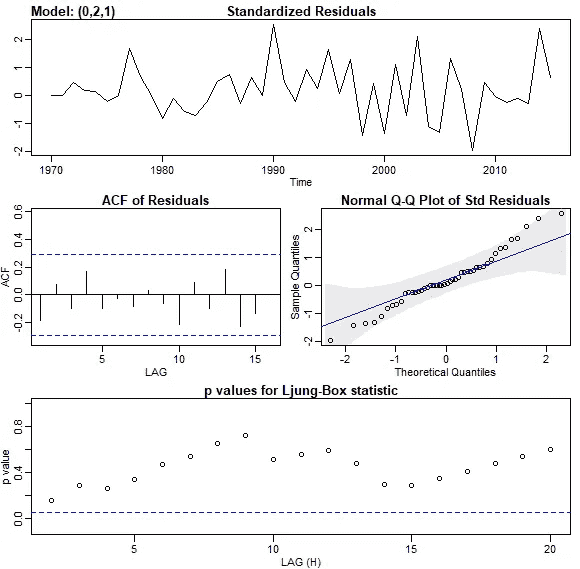 Model: (0,2,1) Standardized Residuals
2
1
0
-1
-2
1970 1980 1990 2000 2010
Time
ACF of Residuals
0.6
0.4
0.2
0.0
-0.2
ACF
5 10 15
LAG
Normal Q-Q Plot of Std Residuals
2
1
0
-1
-2
Sample Quantiles
-2 -1 0 1 2
Theoretical Quantiles
p values for Ljung-Box statistic
0.8
0.4
0.0
p value
5 10 15 20
LAG (H)